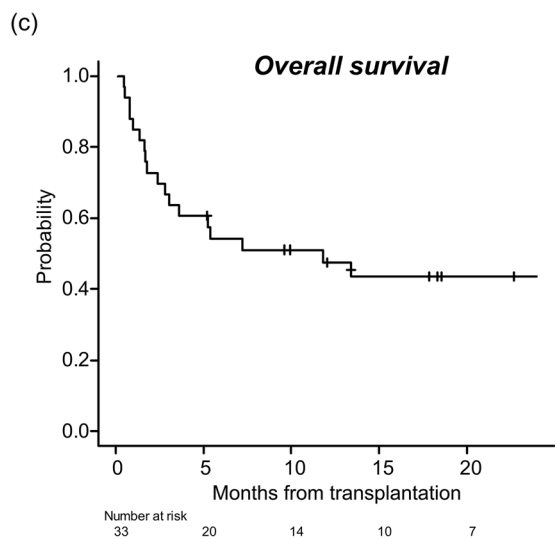 (c)
Overall survival
1.0
0.8
0.6
0.4
0.2
0.0
Probability
0 5 10 15 20
Months from transplantation
Number at risk
33 20 14 10 7